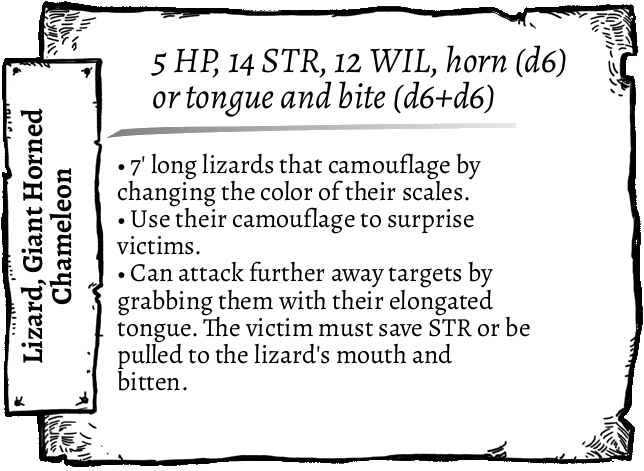 Lizard, Giant Horned
Chameleon
5 HP, 14 STR, 12 WIL, horn (d6)
or tongue and bite (d6+d6)
• 7' long lizards that camouflage by
changing the color of their scales.
• Use their camouflage to surprise
victims.
• Can attack further away targets by
grabbing them with their elongated
tongue. The victim must save STR or be
pulled to the lizard's mouth and
bitten.